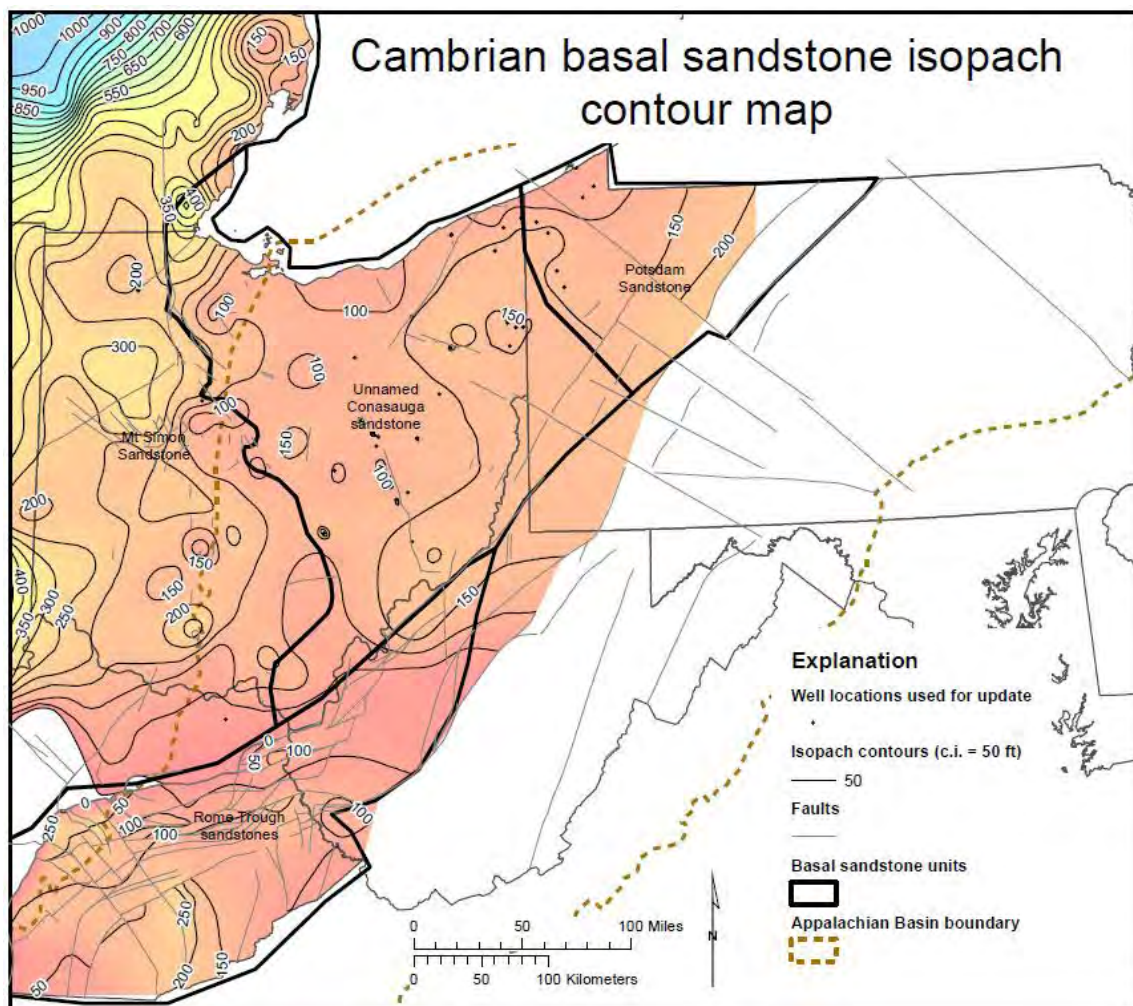 Cambrian basal sandstone isopach
contour map
1000
1000
900
800
700
600
750
650
950
550
850
500
150
150
200
400
350
200
300
100
100
100
150
Potsdam
Sandstone
150
200
Unnamed
Conasauga
sandstone
100
Mt Simon
Sandstone
150
100
200
150
150
200
400
350
300
250
150
0
50
100
0
50
100
100
250
Rome Trough
sandstones
100
250
200
150
50
Explanation
Well locations used for update
Isopach contours (c.i. = 50 ft)
50
Faults
Basal sandstone units
Appalachian Basin boundary
0 50 100 Miles
0 50 100
Kilometers
N